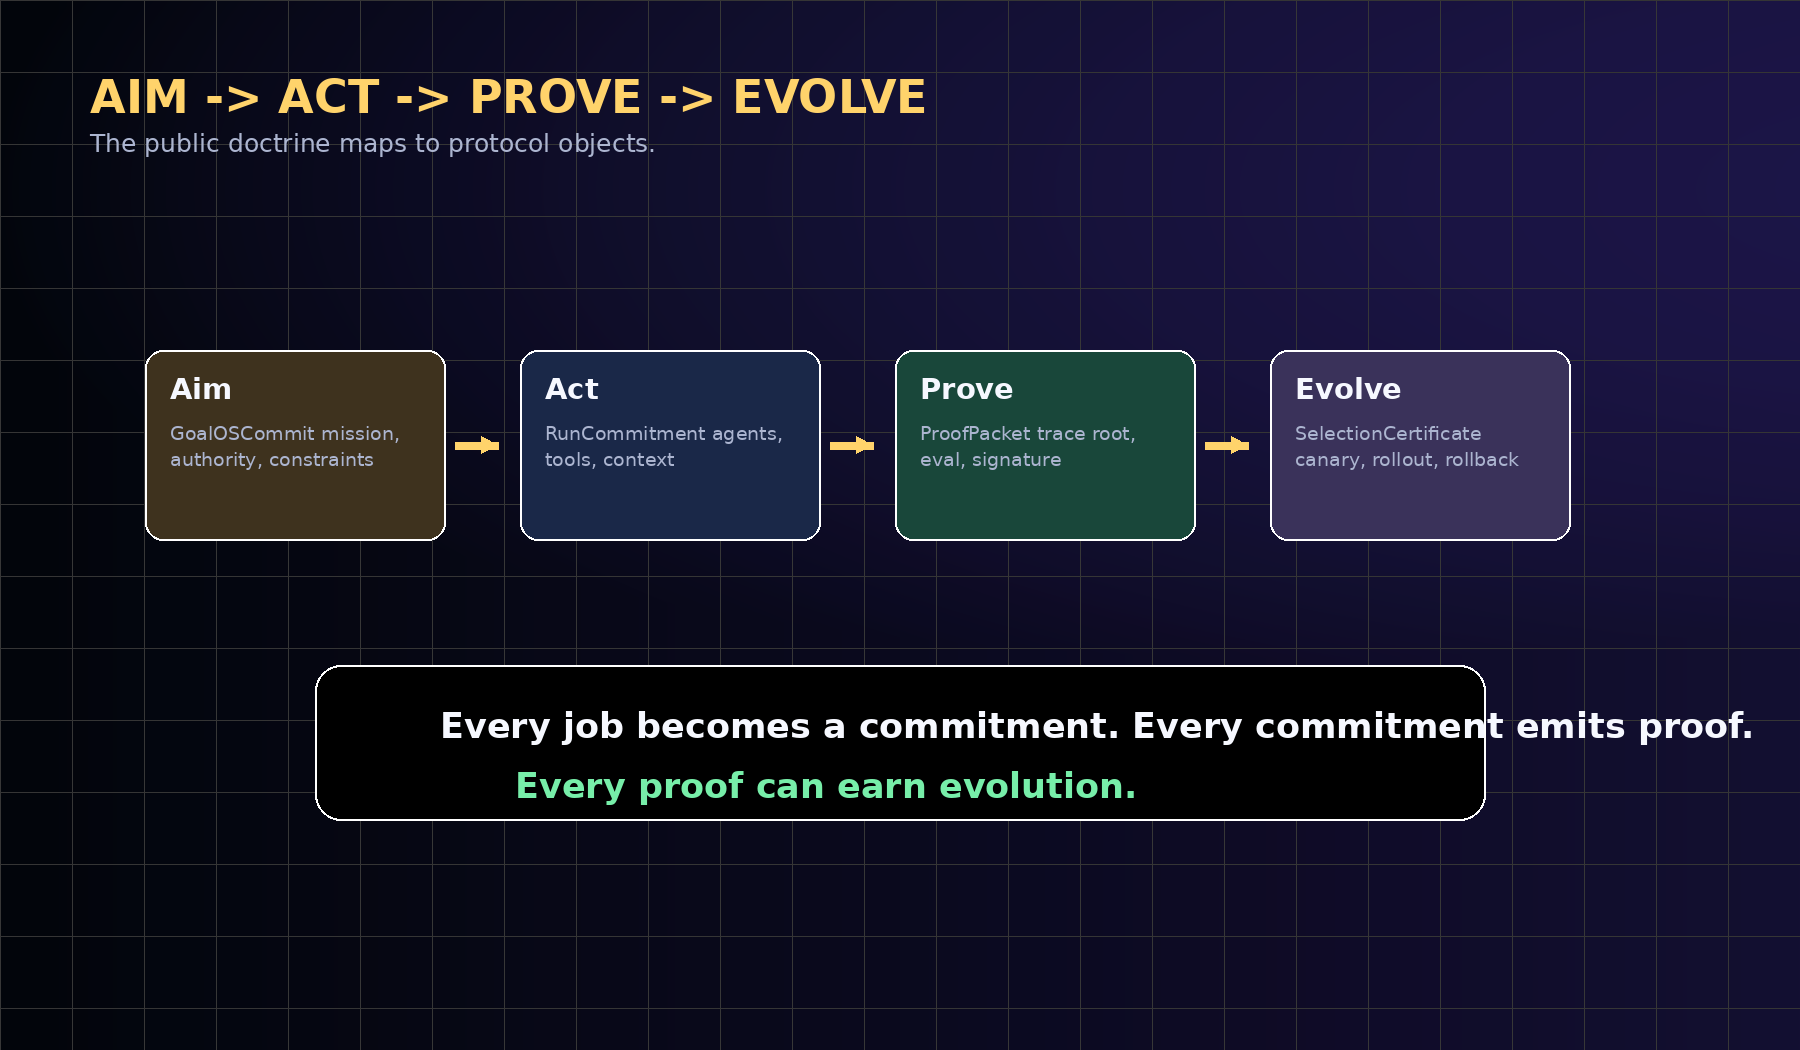 AIM -> ACT -> PROVE -> EVOLVE
The public doctrine maps to protocol objects.
Aim
GoalOSCommit mission,
authority, constraints
Act
RunCommitment agents,
tools, context
Prove
ProofPacket trace root,
eval, signature
Evolve
SelectionCertificate
canary, rollout, rollback
Every job becomes a commitment. Every commitment emits proof.
Every proof can earn evolution.